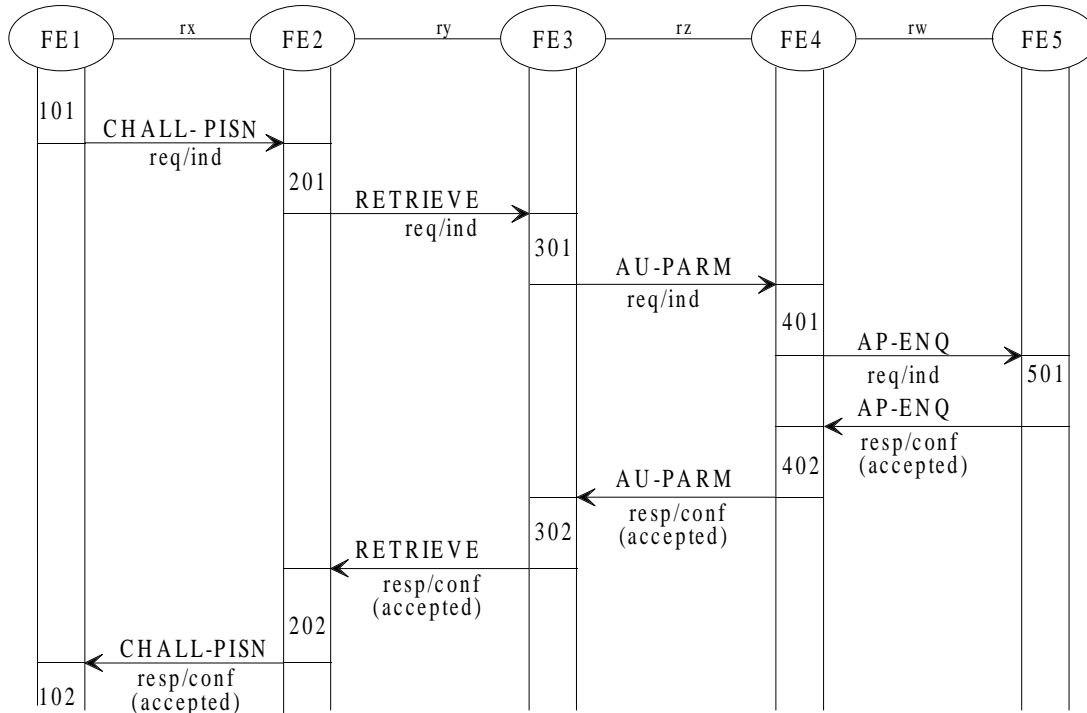 FE1 rx FE2 ry FE3 rz FE4 rw FE5
101
CHALL- PISN
req/ind
201
RETRIEVE
req/ind
301
AU-PARM
req/ind
401
AP-ENQ
req/ind
501
AP-ENQ
resp/conf
(accepted)
402
AU-PARM
resp/conf
(accepted)
302
RETRIEVE
resp/conf
(accepted)
202
CHALL-PISN
resp/conf
(accepted)
102